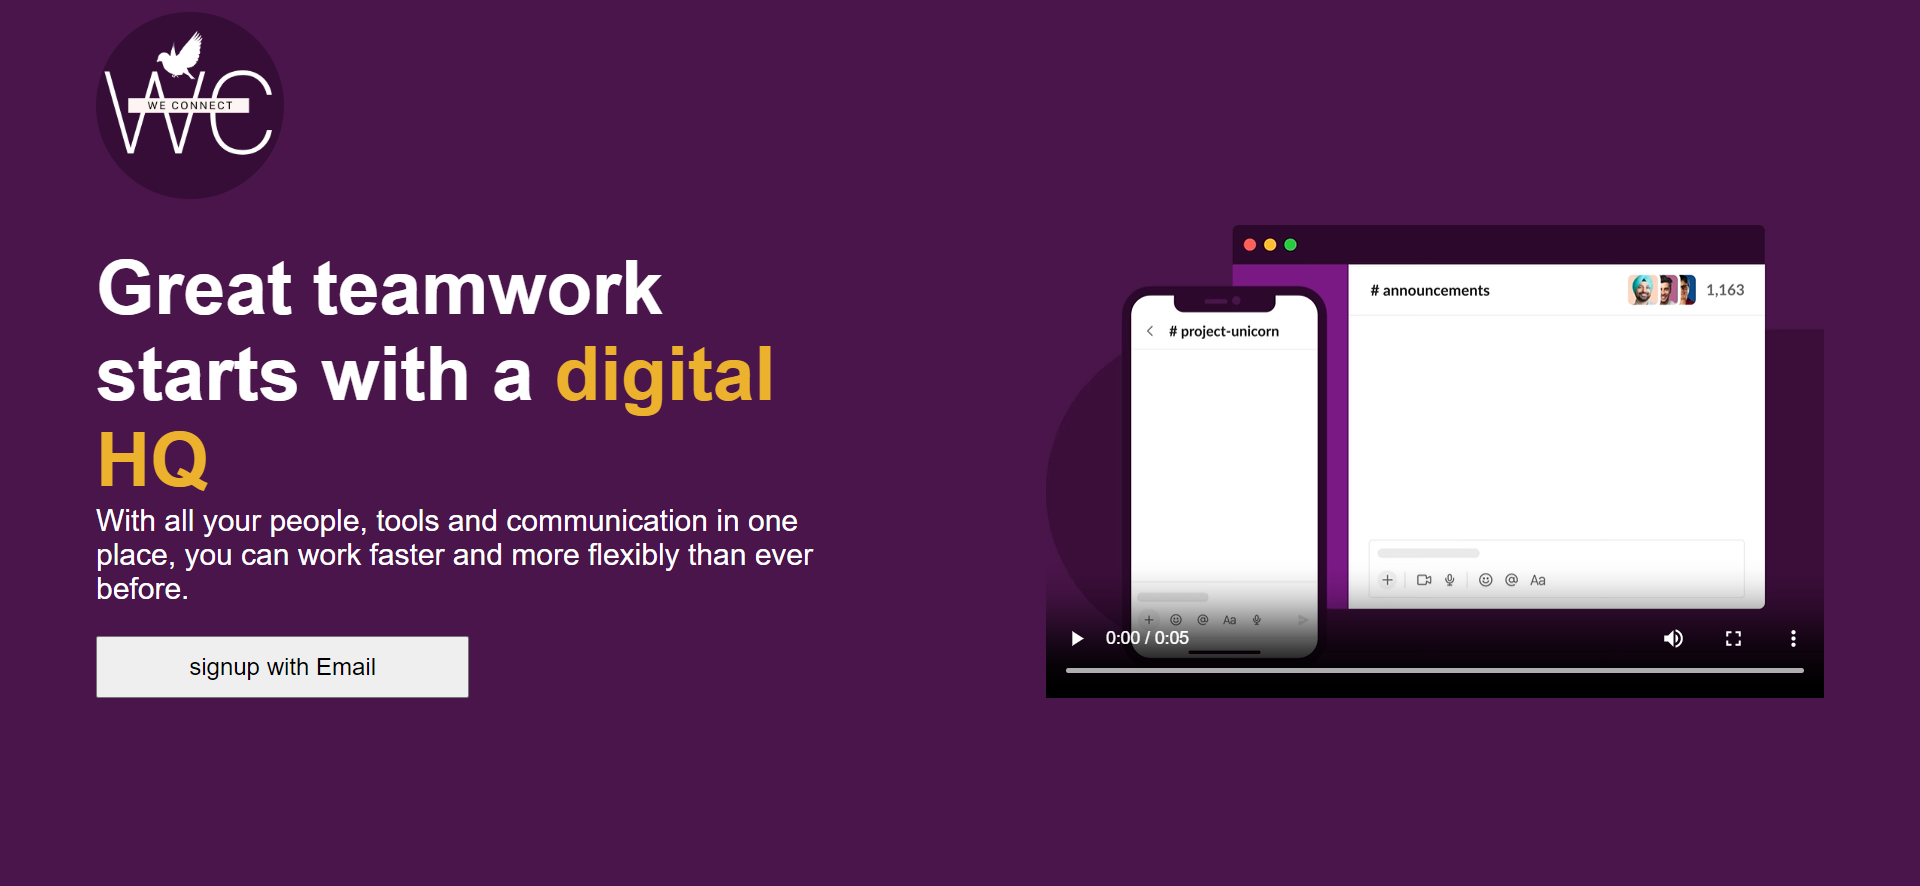 WC
WE CONNECT
Great teamwork
starts with a digital
HQ
With all your people, tools and communication in one
place, you can work faster and more flexibly than ever
before.
signup with Email
# announcements
1,163
# project-unicorn
Aa
Aa
0:00 / 0:05